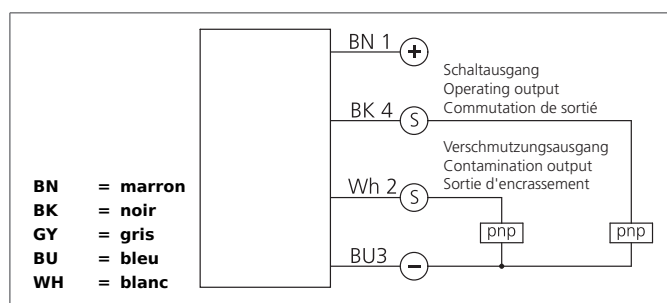 BN 1 +
Schaltausgang
Operating output
Commutation de sortié
BK 4 S
Verschmutzungsausgang
Contamination output
Sortie d'encrassement
Wh 2 S
pnp pnp
BU3 −
BN = marron
BK = noir
GY = gris
BU = bleu
WH = blanc